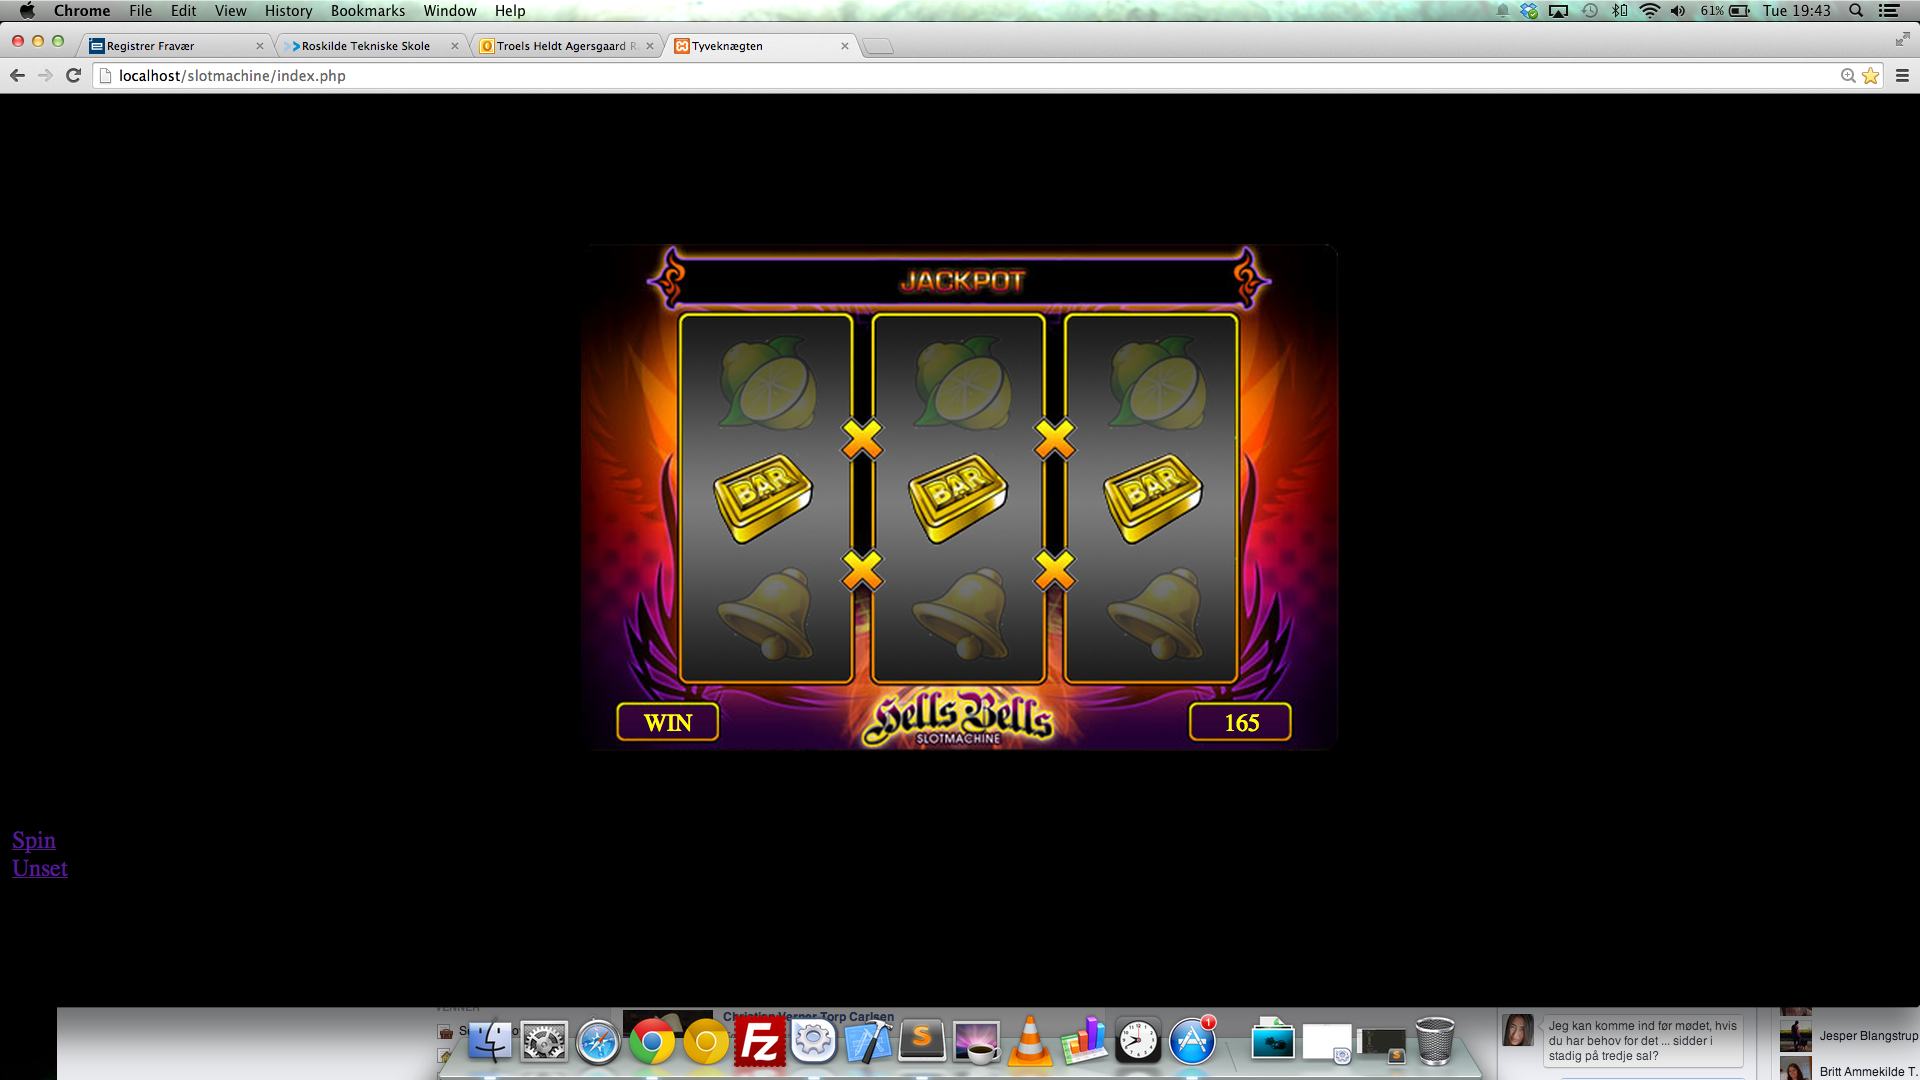 Chrome File Edit View History Bookmarks Window Help 61% Tue 19:43
Registrer Fravær Roskilde Tekniske Skole Troels Heldt Agersgaard Tyveknægten
localhost/slotmachine/index.php
JACKPOT
BAR BAR BAR
WIN Hells Bells 165
SLOTMACHINE
Spin
Unset
Christian Verner Torp Carlsen
1
Fz S
Jeg kan komme ind før mødet, hvis
du har behov for det ... sidder i
stadig på tredje sal?
Jesper Blangstrup
Britt Ammekilde T.